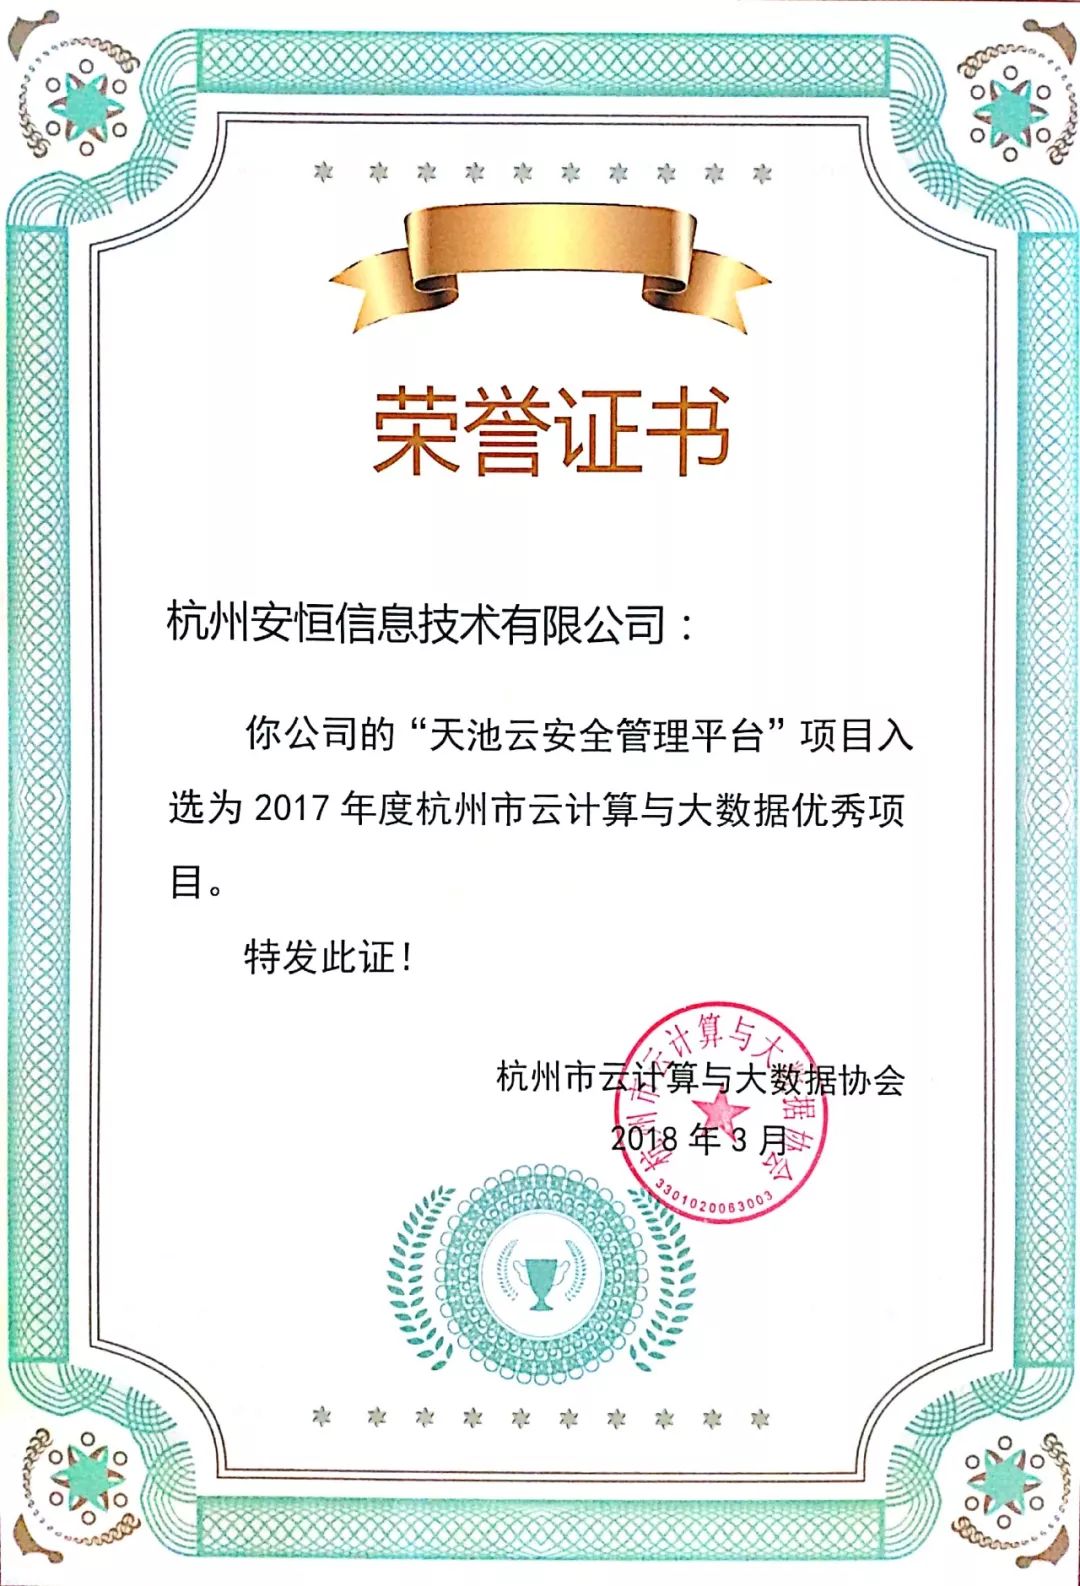 荣誉证书
杭州安恒信息技术有限公司：
你公司的“天池云安全管理平台”项目入
选为 2017 年度杭州市云计算与大数据优秀项
目。
特发此证！
杭州市云计算与大数据协会
2018 年 3 月
杭州市云计算与大数据协会
3301020063003